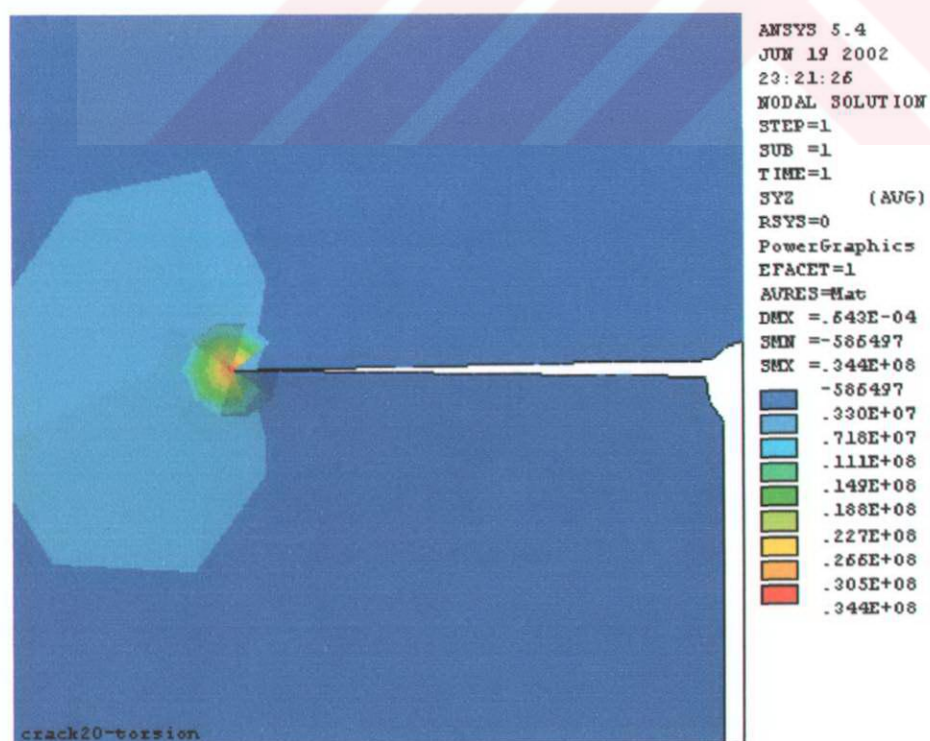 ANSYS 5.4
JUN 19 2002
23:21:26
NODAL SOLUTION
STEP=1
SUB =1
TIME=1
SYZ (AVG)
RSYS=0
PowerGraphics
EFACET=1
AVRES=Mat
DMX =.643E-04
SMN =-586497
SMX =.344E+08
-586497
.330E+07
.718E+07
.111E+08
.149E+08
.188E+08
.227E+08
.266E+08
.305E+08
.344E+08
crack20-torsion